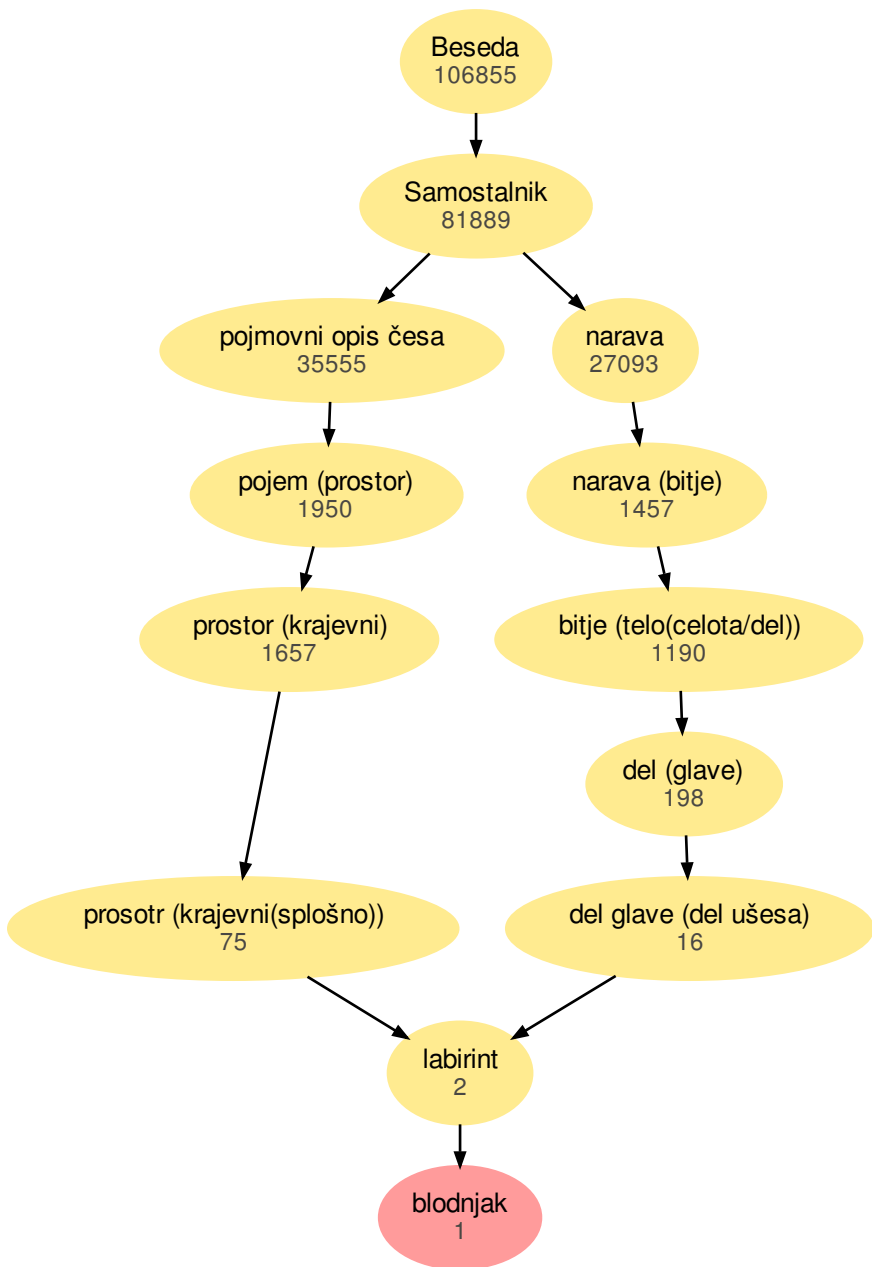 Beseda
106855
Samostalnik
81889
pojmovni opis česa
35555
narava
27093
pojem (prostor)
1950
narava (bitje)
1457
prostor (krajevni)
1657
bitje (telo(celota/del))
1190
del (glave)
198
prosotr (krajevni(splošno))
75
del glave (del ušesa)
16
labirint
2
blodnjak
1